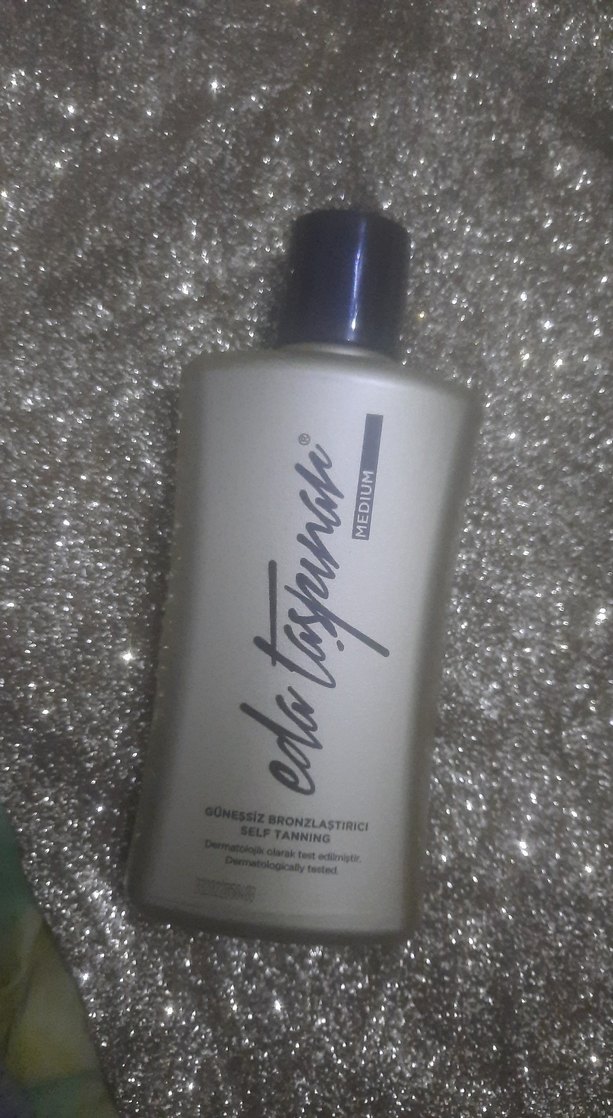 eda taşpınar®
MEDIUM
GÜNEŞSİZ BRONZLAŞTIRICI
SELF TANNING
Dermatolojik olarak test edilmiştir.
Dermatologically tested.